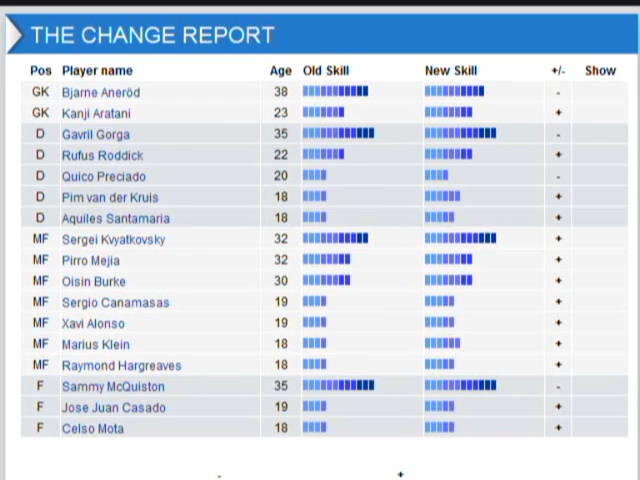 THE CHANGE REPORT
Pos Player name Age Old Skill New Skill +/- Show
GK Bjarne Aneröd 38 -
GK Kanji Aratani 23 +
D Gavril Gorga 35 -
D Rufus Roddick 22 +
D Quico Preciado 20 -
D Pim van der Kruis 18 +
D Aquiles Santamaria 18 +
MF Sergei Kvyatkovsky 32 +
MF Pirro Mejia 32 +
MF Oisin Burke 30 +
MF Sergio Canamasas 19 +
MF Xavi Alonso 19 +
MF Marius Klein 18 +
MF Raymond Hargreaves 18 +
F Sammy McQuiston 35 -
F Jose Juan Casado 19 +
F Celso Mota 18 +
- +